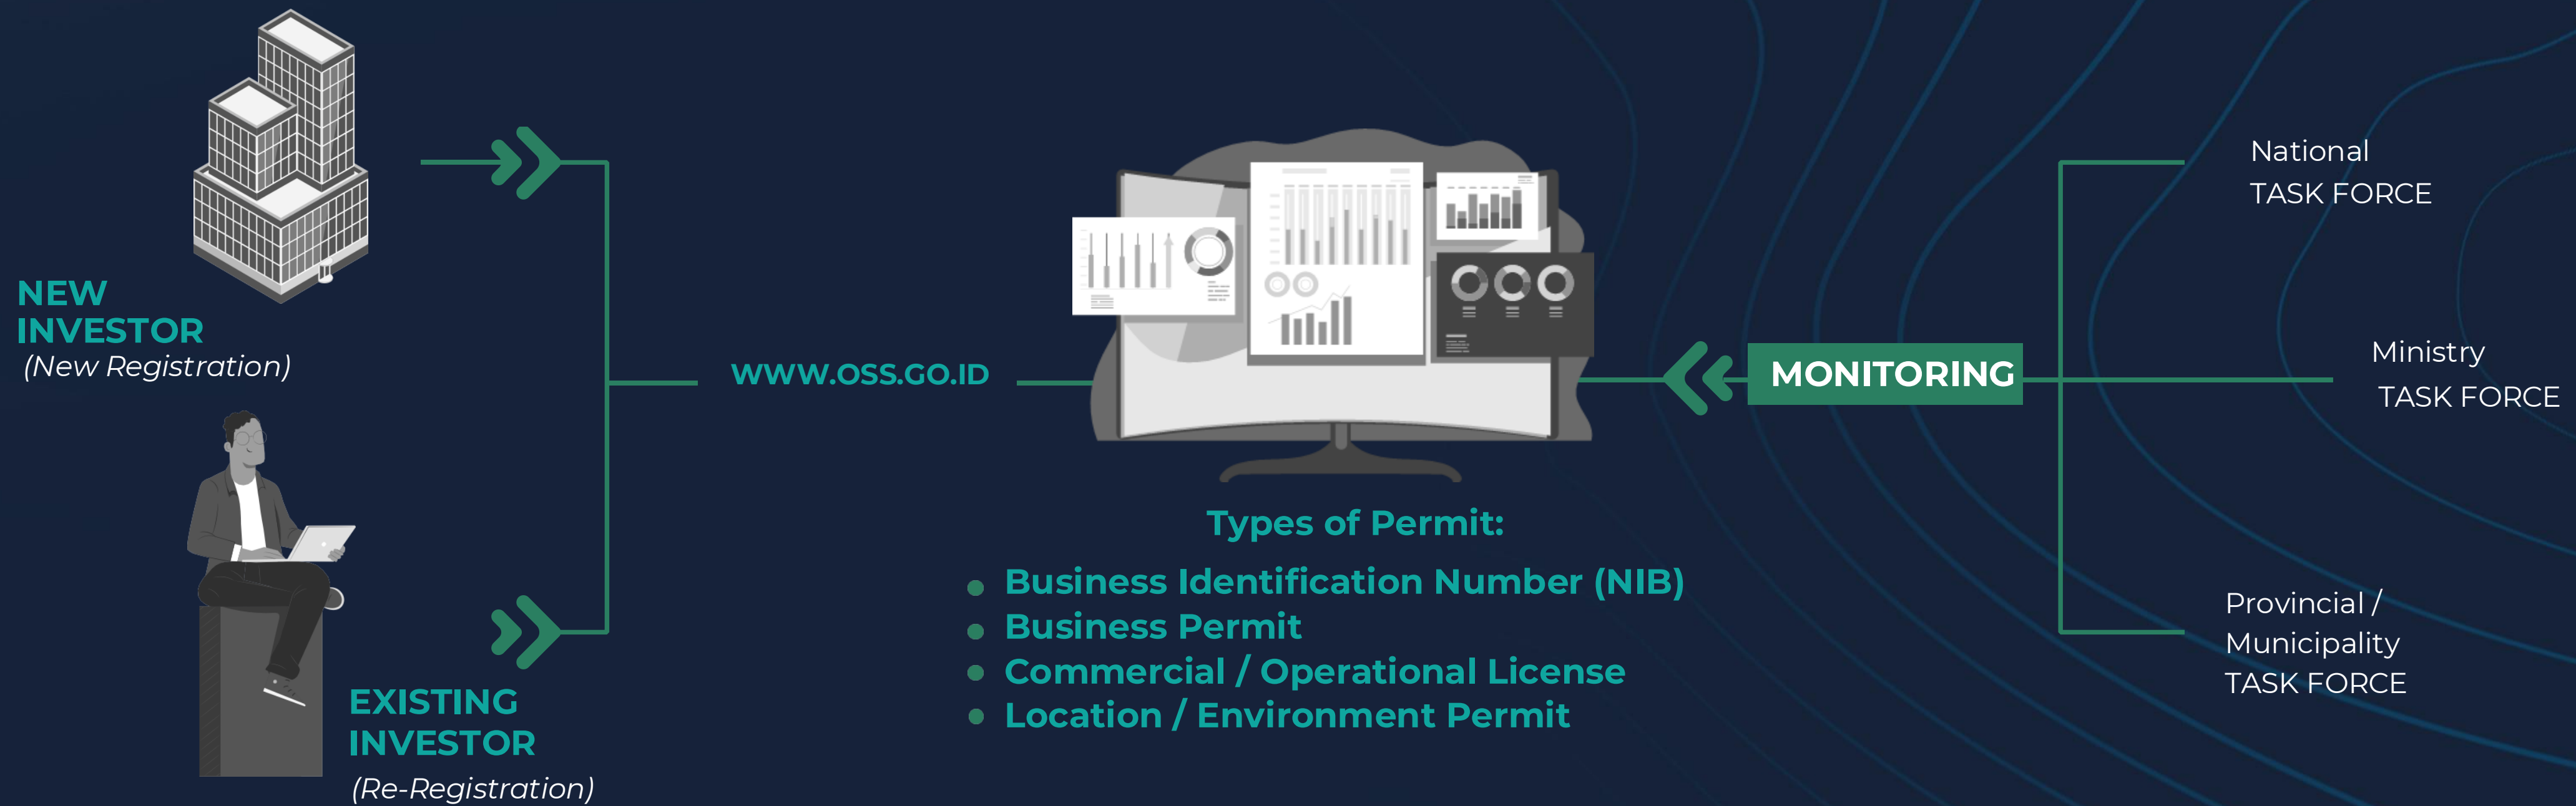 NEW
INVESTOR
(New Registration)
EXISTING
INVESTOR
(Re-Registration)
WWW.OSS.GO.ID
Types of Permit:
Business Identification Number (NIB)
Business Permit
Commercial / Operational License
Location / Environment Permit
MONITORING
National
TASK FORCE
Ministry
TASK FORCE
Provincial /
Municipality
TASK FORCE